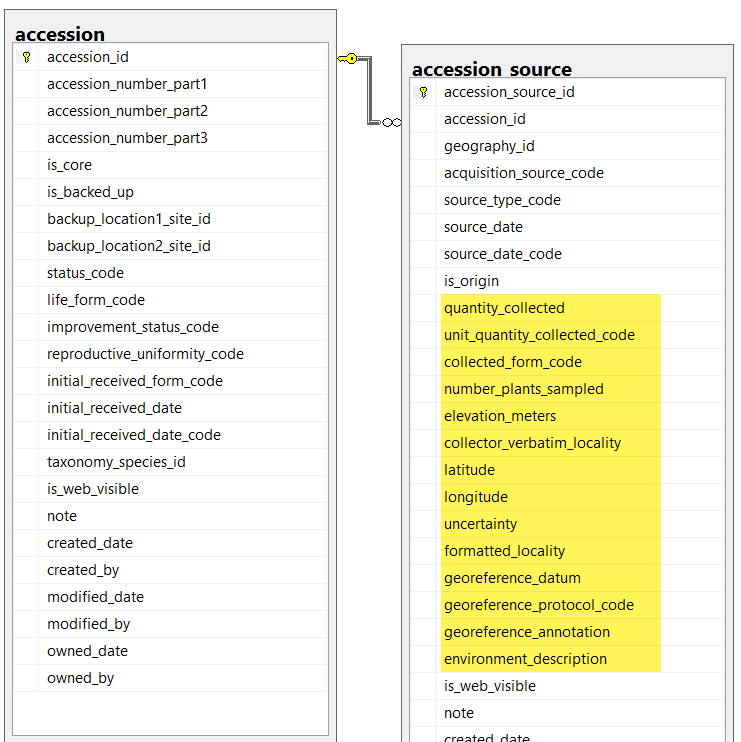 accession
accession_id
accession_number_part1
accession_number_part2
accession_number_part3
is_core
is_backed_up
backup_location1_site_id
backup_location2_site_id
status_code
life_form_code
improvement_status_code
reproductive_uniformity_code
initial_received_form_code
initial_received_date
initial_received_date_code
taxonomy_species_id
is_web_visible
note
created_date
created_by
modified_date
modified_by
owned_date
owned_by
accession_source
accession_source_id
accession_id
geography_id
acquisition_source_code
source_type_code
source_date
source_date_code
is_origin
quantity_collected
unit_quantity_collected_code
collected_form_code
number_plants_sampled
elevation_meters
collector_verbatim_locality
latitude
longitude
uncertainty
formatted_locality
georeference_datum
georeference_protocol_code
georeference_annotation
environment_description
is_web_visible
note
created_date